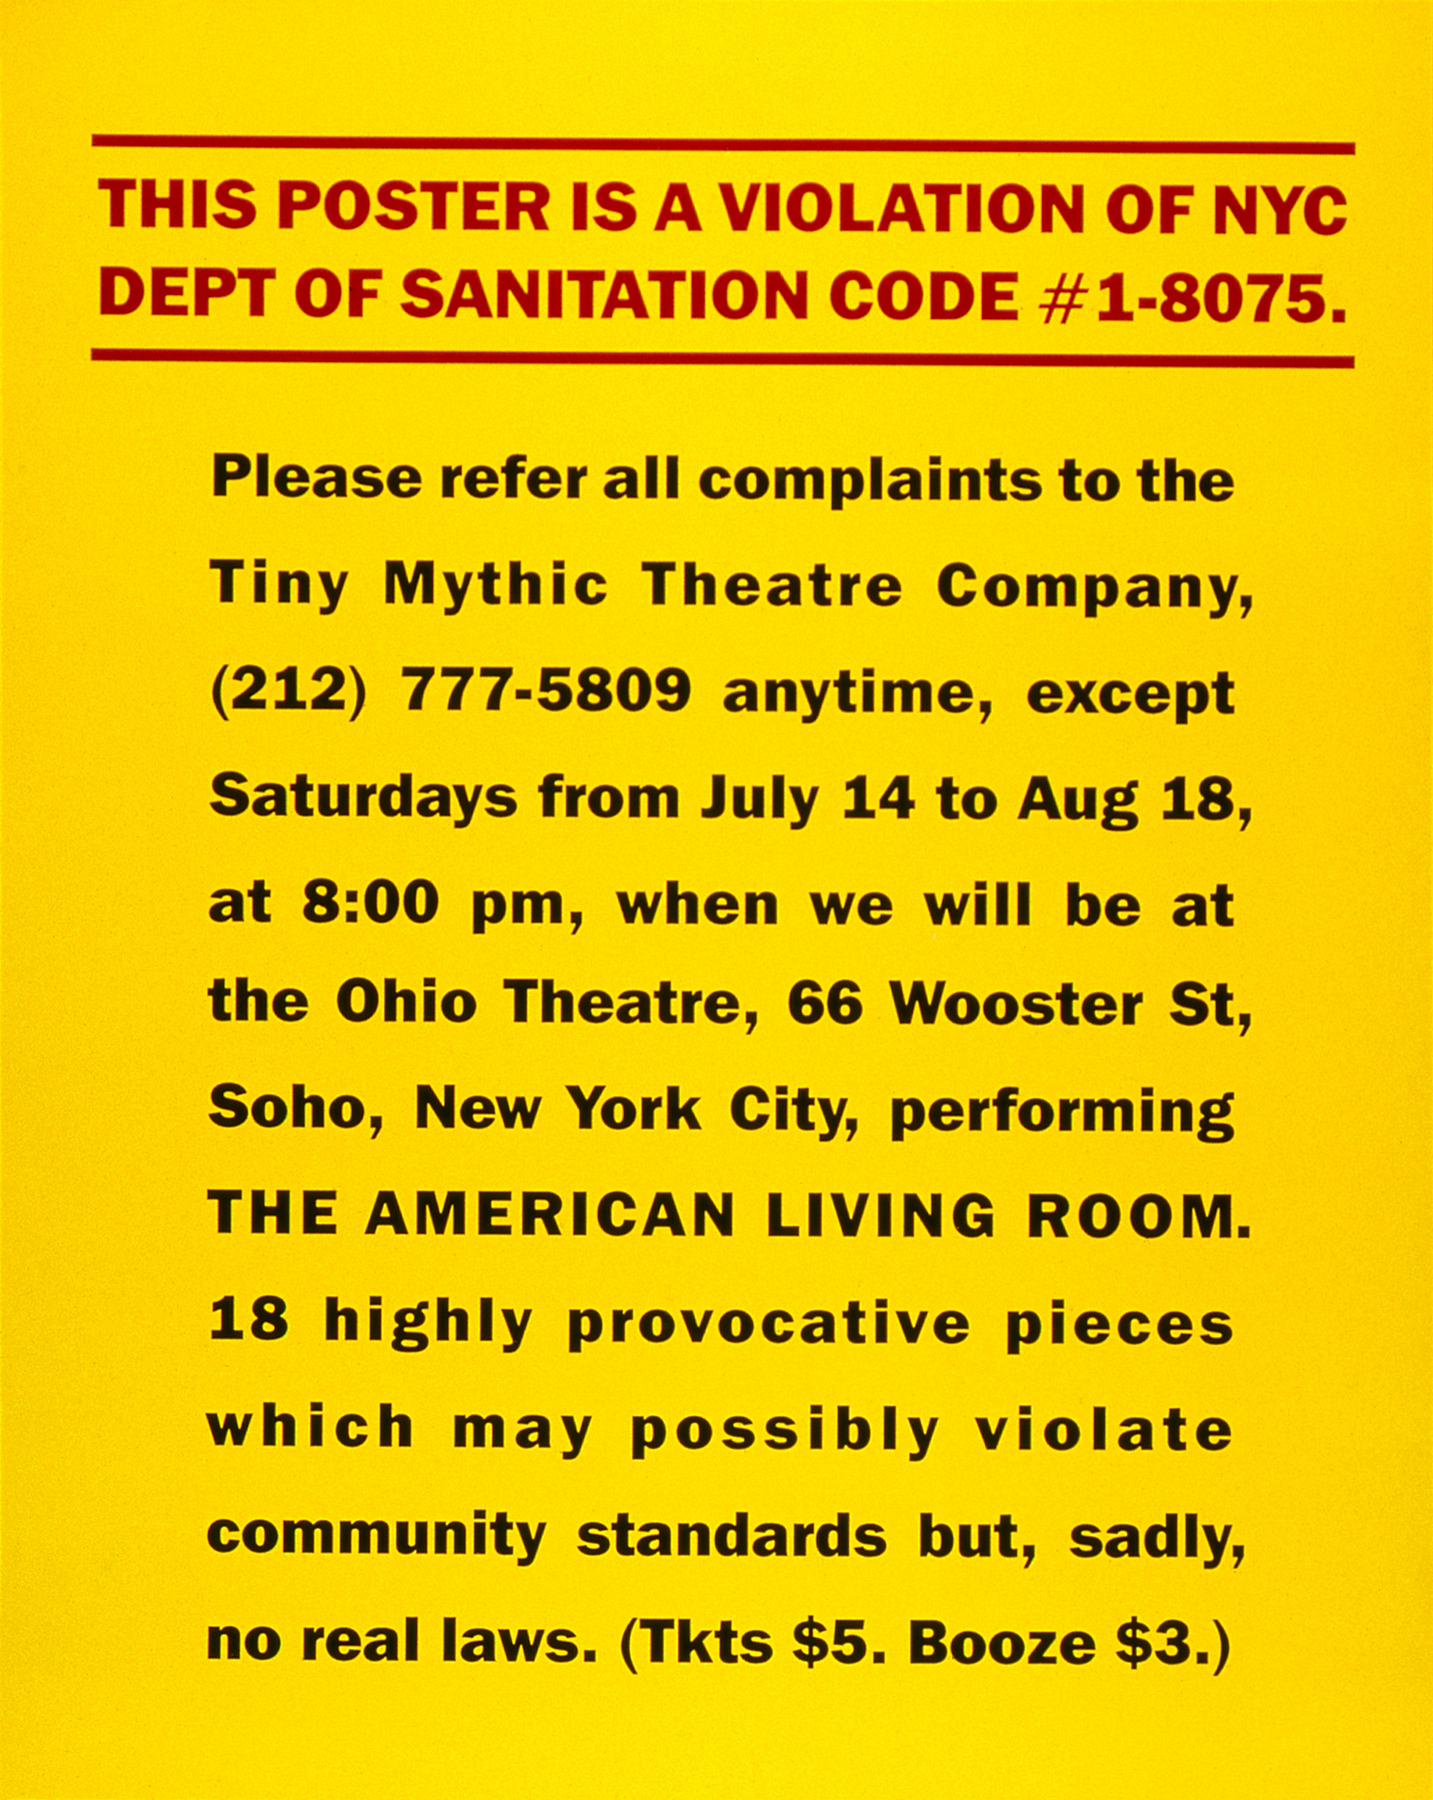 THIS POSTER IS A VIOLATION OF NYC
DEPT OF SANITATION CODE #1-8075.
Please refer all complaints to the
Tiny Mythic Theatre Company,
(212) 777-5809 anytime, except
Saturdays from July 14 to Aug 18,
at 8:00 pm, when we will be at
the Ohio Theatre, 66 Wooster St,
Soho, New York City, performing
THE AMERICAN LIVING ROOM.
18 highly provocative pieces
which may possibly violate
community standards but, sadly,
no real laws. (Tkts $5. Booze $3.)